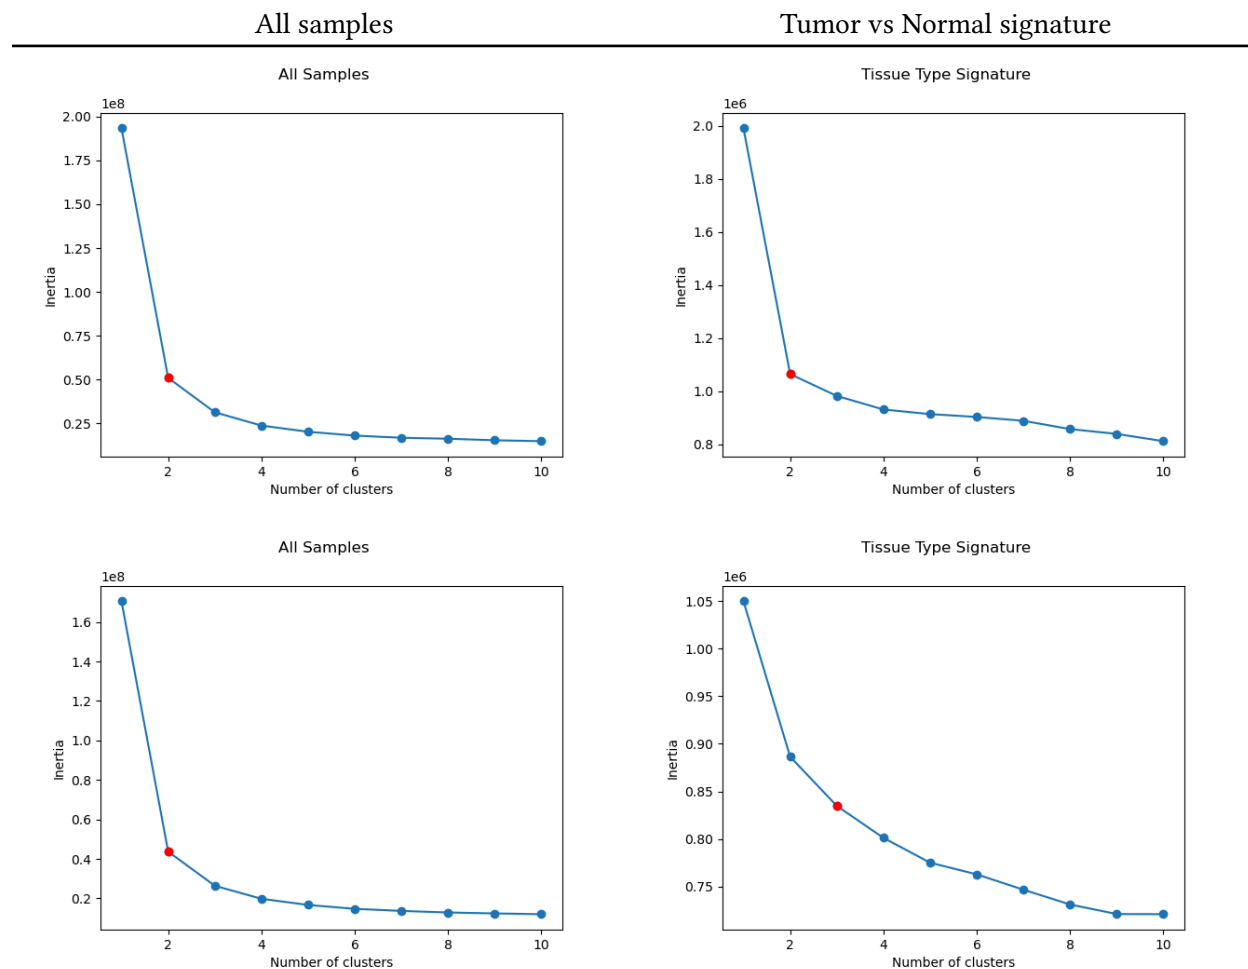 All samples
Tumor vs Normal signature
All Samples
1e8
2.00
1.75
1.50
1.25
1.00
0.75
0.50
0.25
Inertia
2 4 6 8 10
Number of clusters
Tissue Type Signature
1e6
2.0
1.8
1.6
1.4
1.2
1.0
0.8
Inertia
2 4 6 8 10
Number of clusters
All Samples
1e8
1.6
1.4
1.2
1.0
0.8
0.6
0.4
0.2
Inertia
2 4 6 8 10
Number of clusters
Tissue Type Signature
1e6
1.05
1.00
0.95
0.90
0.85
0.80
0.75
Inertia
2 4 6 8 10
Number of clusters